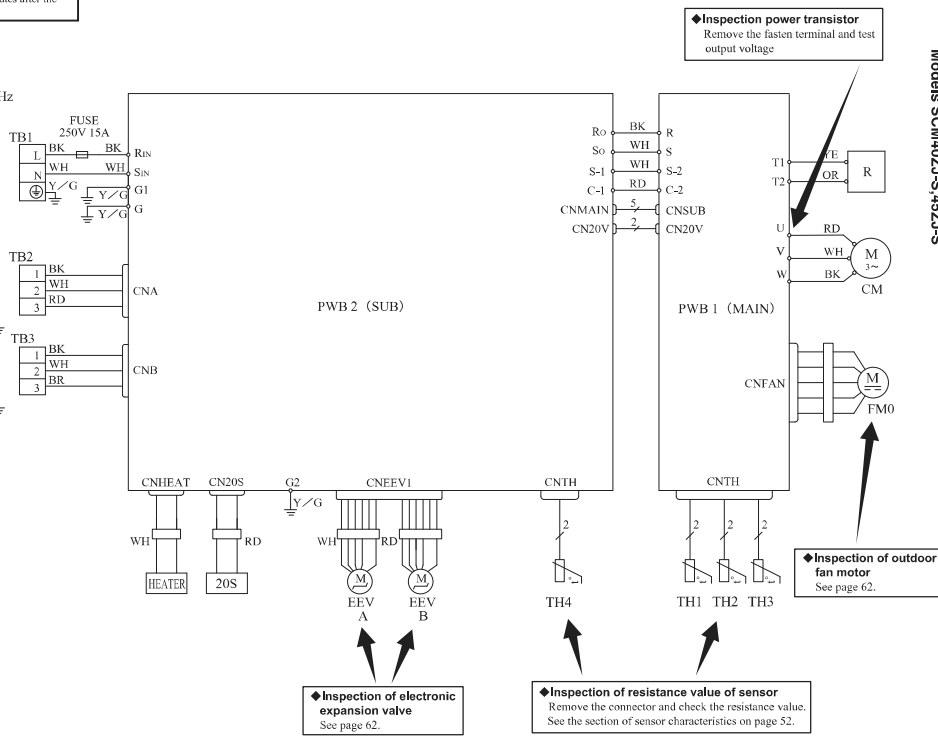 ◆Inspection power transistor
Remove the fasten terminal and test
output voltage
Models SCM40ZJ-S,45ZJ-S
Hz
FUSE
250V 15A
TB1
L
BK
BK
RIN
N
WH
WH
SIN
Y/G
Y/G
G1
Y/G
G
TB2
1
BK
2
WH
3
RD
CNA
TB3
1
BK
2
WH
3
BR
CNB
PWB 2 (SUB)
RO
BK
R
SO
WH
S
S-1
WH
S-2
C-1
RD
C-2
CNMAIN
5
CNSUB
CN20V
2
CN20V
PWB 1 (MAIN)
T1
YE
T2
OR
R
U
RD
V
WH
W
BK
M
3~
CM
CNFAN
M
FM0
CNHEAT
CN20S
G2
CNEEV1
CNTH
CNTH
Y/G
WH
RD
WH
RD
2
2
2
2
HEATER
20S
M
M
EEV
A
EEV
B
TH4
TH1
TH2
TH3
◆Inspection of outdoor
fan motor
See page 62.
◆Inspection of electronic
expansion valve
See page 62.
◆Inspection of resistance value of sensor
Remove the connector and check the resistance value.
See the section of sensor characteristics on page 52.